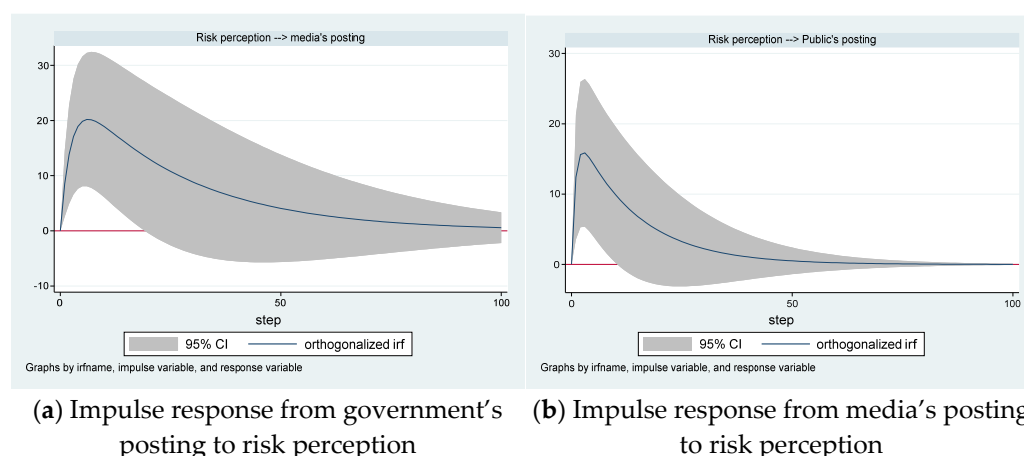 Risk perception --> media's posting
30
20
10
0
-10
0 50 100
step
95% CI orthogonalized irf
Graphs by irfname, impulse variable, and response variable
(a) Impulse response from government's
posting to risk perception
Risk perception --> Public's posting
30
20
10
0
0 50 100
step
95% CI orthogonalized irf
Graphs by irfname, impulse variable, and response variable
(b) Impulse response from media's posting
to risk perception